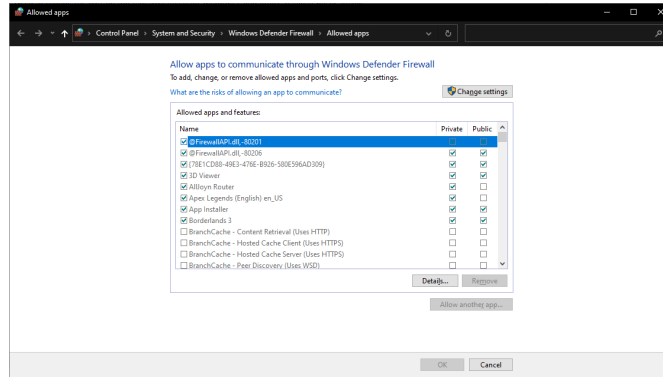 Allowed apps
Control Panel › System and Security › Windows Defender Firewall › Allowed apps
Allow apps to communicate through Windows Defender Firewall
To add, change, or remove allowed apps and ports, click Change settings.
What are the risks of allowing an app to communicate?
Change settings
Allowed apps and features:
Name Private Public
@FirewallAPI.dll,-80201
@FirewallAPI.dll,-80206
{78E1CD88-49E3-476E-B926-580E596AD309}
3D Viewer
AllJoyn Router
Apex Legends (English) en_US
App Installer
Borderlands 3
BranchCache - Content Retrieval (Uses HTTP)
BranchCache - Hosted Cache Client (Uses HTTPS)
BranchCache - Hosted Cache Server (Uses HTTPS)
BranchCache - Peer Discovery (Uses WSD)
Details... Remove
Allow another app...
OK Cancel